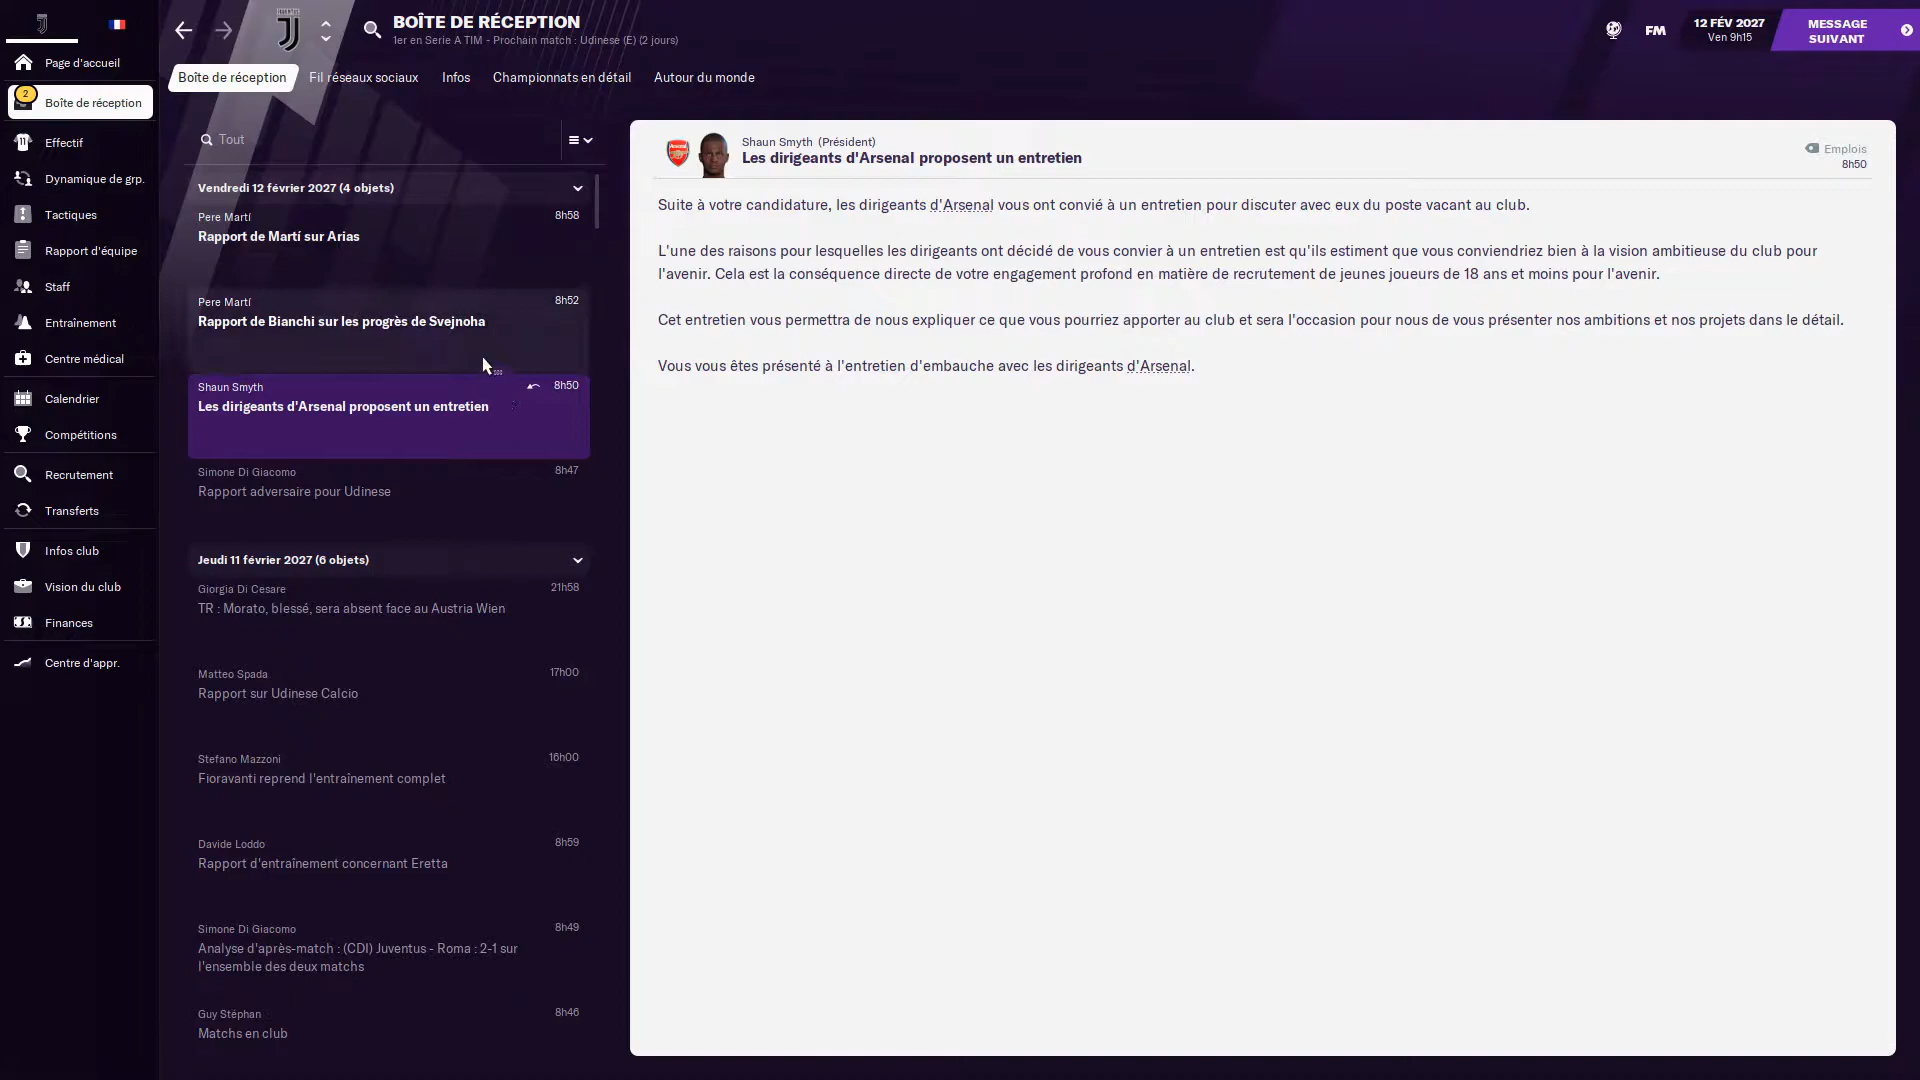 BOÎTE DE RÉCEPTION
1er en Serie A TIM - Prochain match : Udinese (E) (2 jours)
FM
12 FÉV 2027
Ven 9h15
MESSAGE
SUIVANT
Page d'accueil
2
Boîte de réception
Effectif
Dynamique de grp.
Tactiques
Rapport d'équipe
Staff
Entraînement
Centre médical
Calendrier
Compétitions
Recrutement
Transferts
Infos club
Vision du club
Finances
Centre d'appr.
Boîte de réception
Fil réseaux sociaux
Infos
Championnats en détail
Autour du monde
Tout
Vendredi 12 février 2027 (4 objets)
Pere Martí 8h58
Rapport de Martí sur Arias
Pere Martí 8h52
Rapport de Bianchi sur les progrès de Svejnoha
Shaun Smyth 8h50
Les dirigeants d'Arsenal proposent un entretien
Simone Di Giacomo 8h47
Rapport adversaire pour Udinese
Jeudi 11 février 2027 (6 objets)
Giorgia Di Cesare 21h58
TR : Morato, blessé, sera absent face au Austria Wien
Matteo Spada 17h00
Rapport sur Udinese Calcio
Stefano Mazzoni 16h00
Fioravanti reprend l'entraînement complet
Davide Loddo 8h59
Rapport d'entraînement concernant Eretta
Simone Di Giacomo 8h49
Analyse d'après-match : (CDI) Juventus - Roma : 2-1 sur
l'ensemble des deux matchs
Guy Stéphan 8h46
Matchs en club
Shaun Smyth (Président)
Les dirigeants d'Arsenal proposent un entretien
Emplois
8h50
Suite à votre candidature, les dirigeants d'Arsenal vous ont convié à un entretien pour discuter avec eux du poste vacant au club.
L'une des raisons pour lesquelles les dirigeants ont décidé de vous convier à un entretien est qu'ils estiment que vous conviendriez bien à la vision ambitieuse du club pour
l'avenir. Cela est la conséquence directe de votre engagement profond en matière de recrutement de jeunes joueurs de 18 ans et moins pour l'avenir.
Cet entretien vous permettra de nous expliquer ce que vous pourriez apporter au club et sera l'occasion pour nous de vous présenter nos ambitions et nos projets dans le détail.
Vous vous êtes présenté à l'entretien d'embauche avec les dirigeants d'Arsenal.